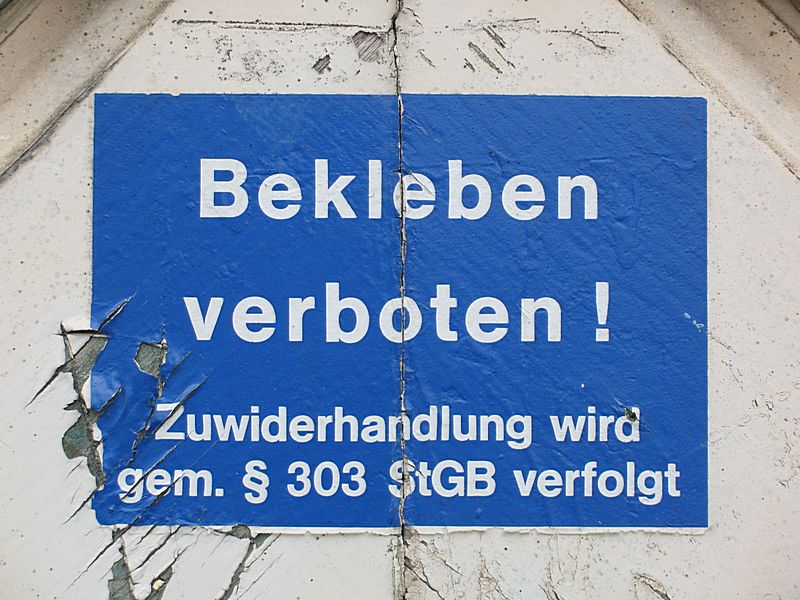 Bekleben
verboten !
Zuwiderhandlung wird
gem. § 303 StGB verfolgt